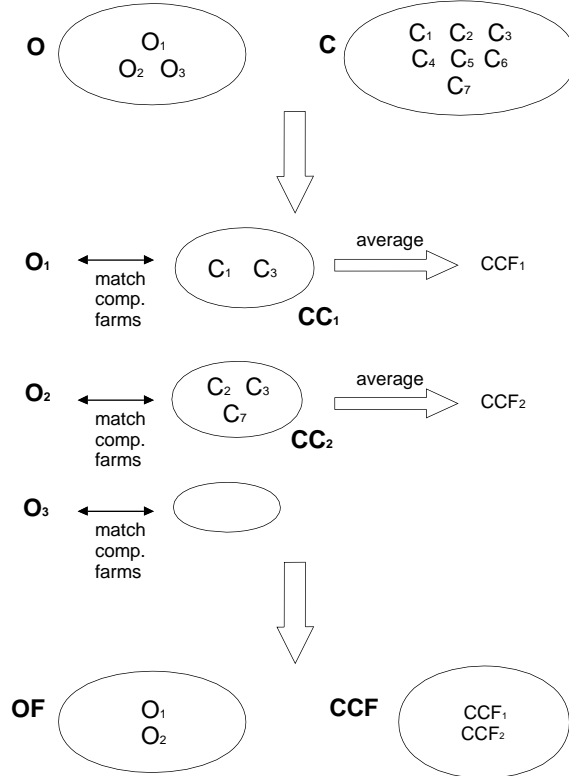 O
O₁
O₂ O₃
C
C₁ C₂ C₃
C₄ C₅ C₆
C₇
O₁
match
comp.
farms
C₁ C₃
CC₁
average
CCF₁
O₂
match
comp.
farms
C₂ C₃
C₇
CC₂
average
CCF₂
O₃
match
comp.
farms
OF
O₁
O₂
CCF
CCF₁
CCF₂